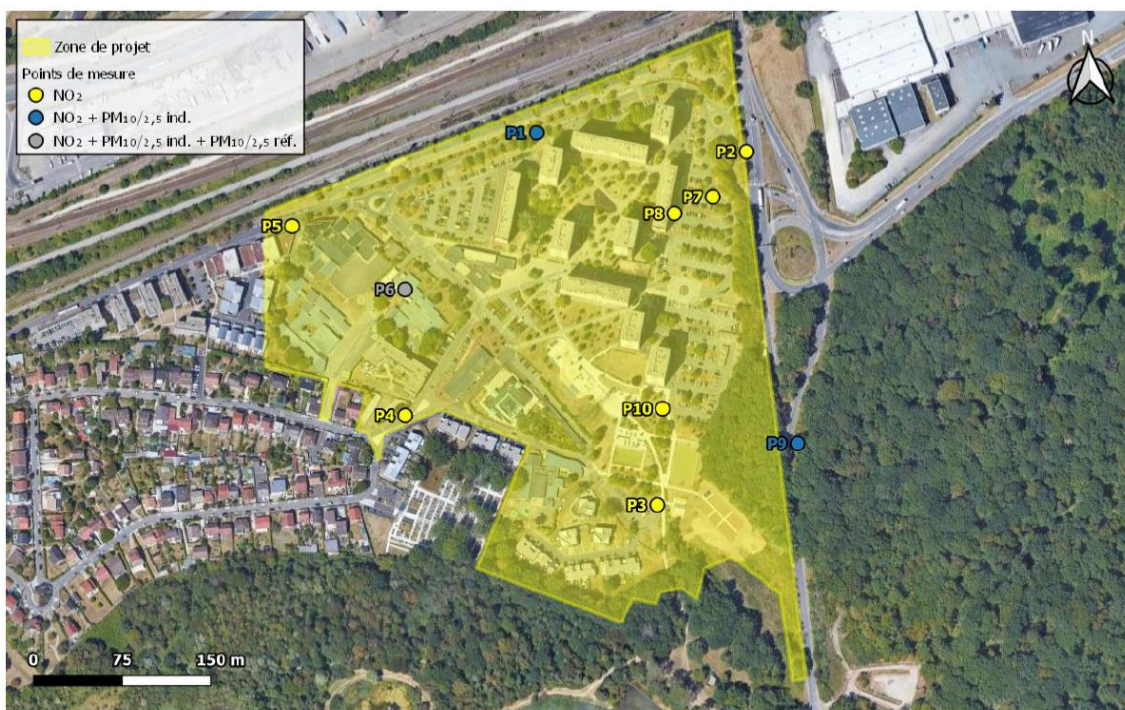 Zone de projet
Points de mesure
NO₂
NO₂ + PM₁₀/₂,₅ ind.
NO₂ + PM₁₀/₂,₅ ind. + PM₁₀/₂,₅ réf.
N
P1
P2
P7
P8
P5
P6
P10
P4
P9
P3
0 75 150 m